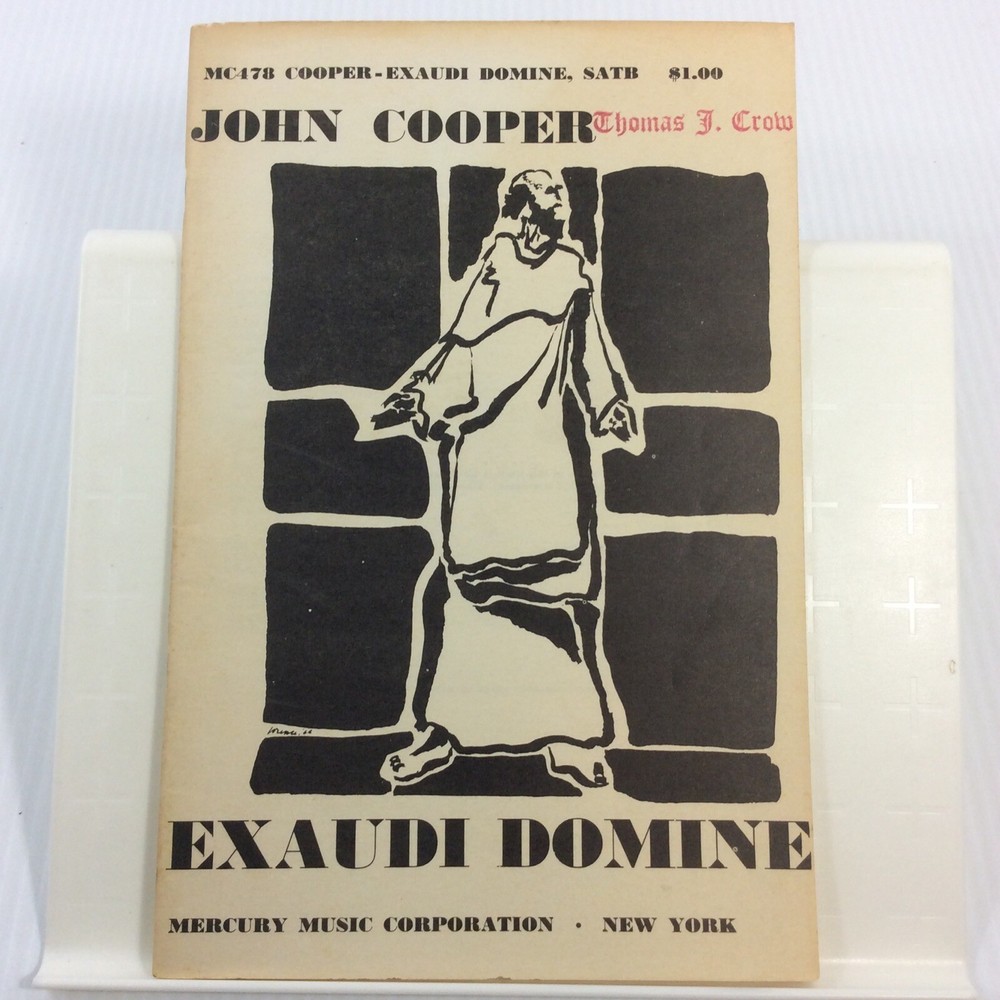 MC478 COOPER-EXAUDI DOMINE, SATB $1.00
JOHN COOPER
Thomas J. Crow
EXAUDI DOMINE
MERCURY MUSIC CORPORATION · NEW YORK